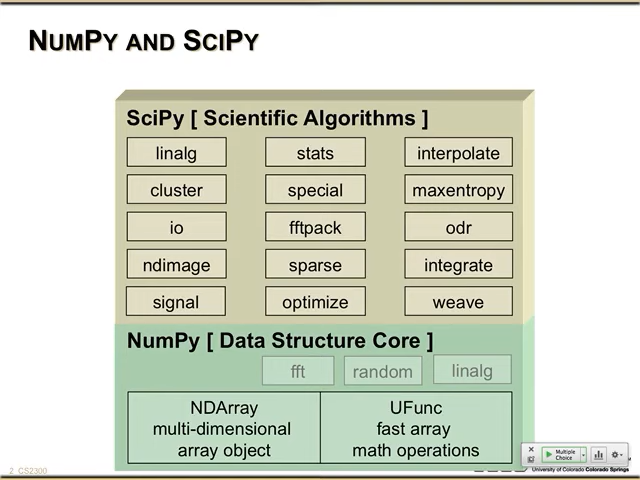 NUMPY AND SCIPY
SciPy [ Scientific Algorithms ]
linalg stats interpolate
cluster special maxentropy
io fftpack odr
ndimage sparse integrate
signal optimize weave
NumPy [ Data Structure Core ]
fft random linalg
NDArray
multi-dimensional
array object
UFunc
fast array
math operations
Multiple
Choice
University of Colorado Colorado Springs
2 CS2300